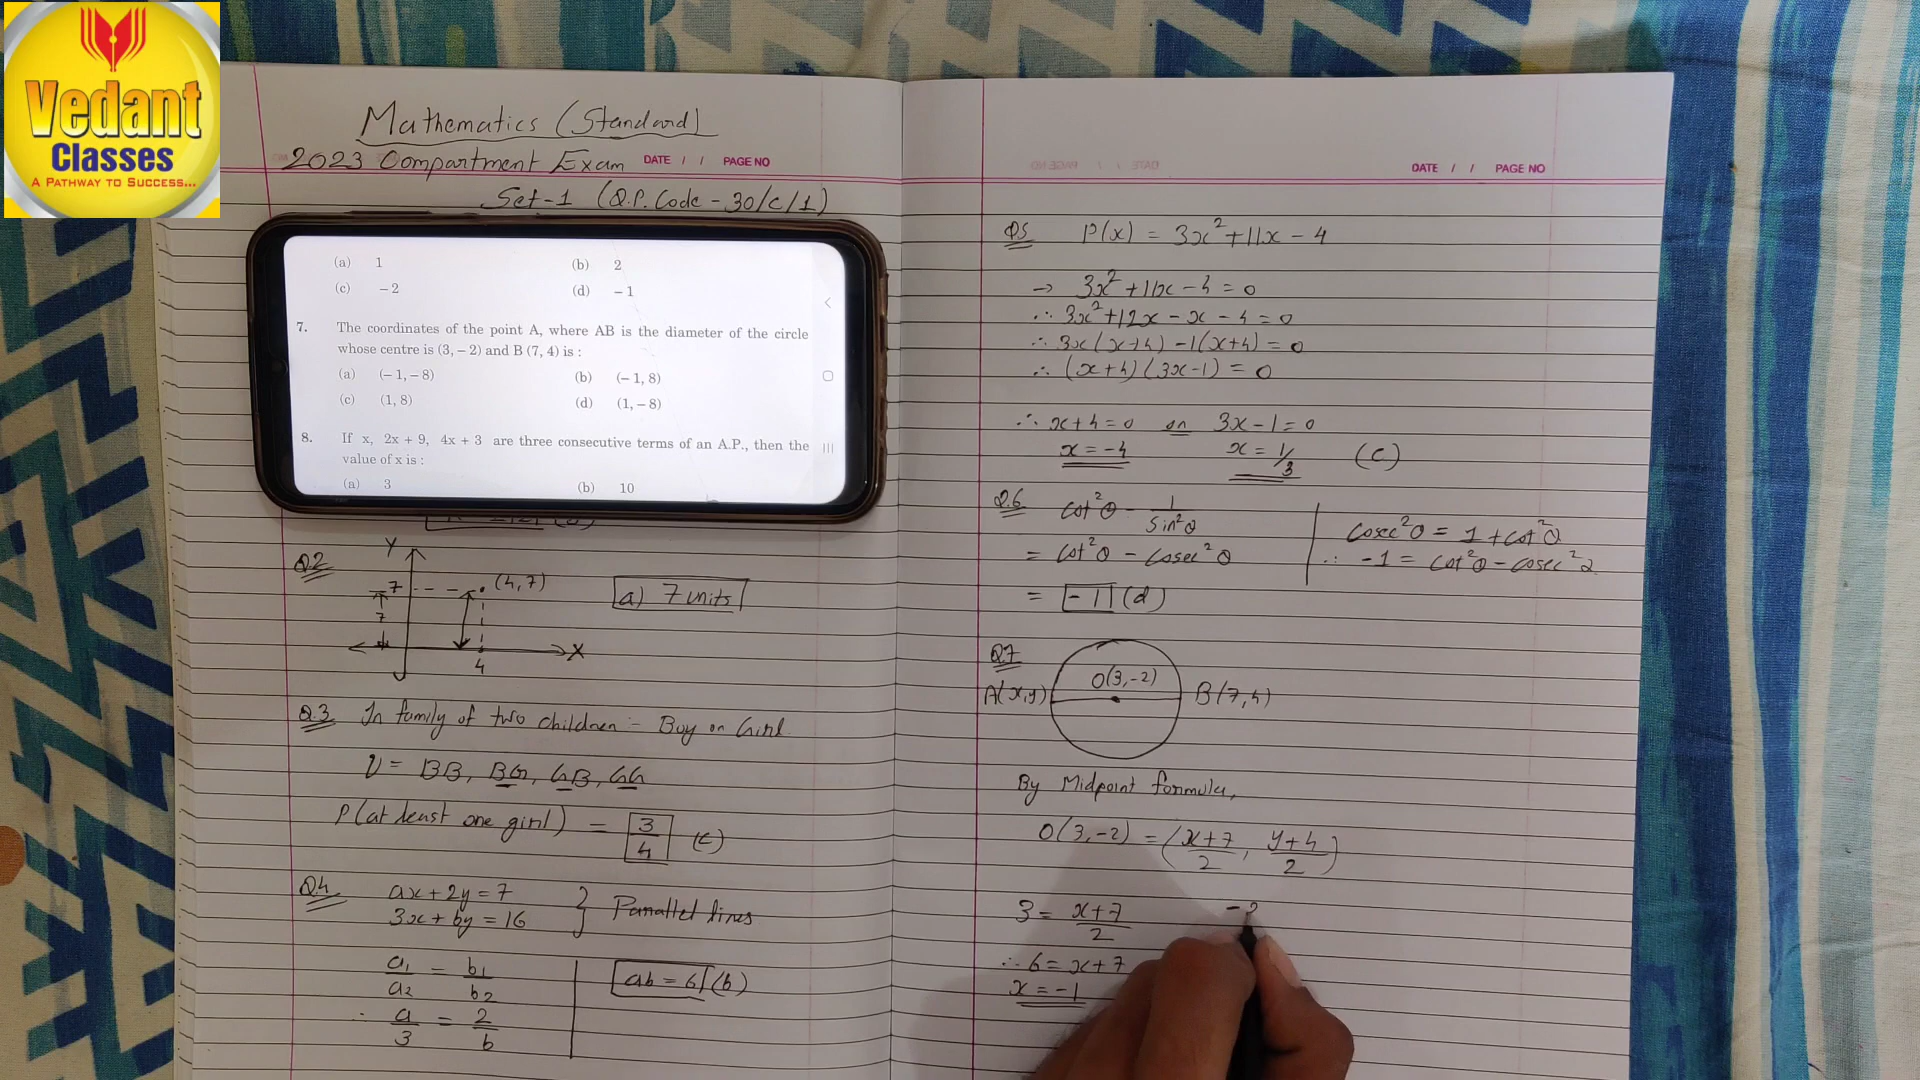 Vedant
Classes
A PATHWAY TO SUCCESS...
Mathematics (Standard)
2023 Compartment Exam
DATE / / PAGE NO
Set-1 (Q.P. Code - 30/C/1)
(a) 1 (b) 2
(c) – 2 (d) – 1
7. The coordinates of the point A, where AB is the diameter of the circle
whose centre is (3, – 2) and B (7, 4) is :
(a) (– 1, – 8) (b) (– 1, 8)
(c) (1, 8) (d) (1, – 8)
8. If x, 2x + 9, 4x + 3 are three consecutive terms of an A.P., then the
value of x is :
(a) 3 (b) 10
Q2
Y
7 (4,7)
7
X
4
a) 7 units
Q.3 In family of two children :- Boy or Girl
U = BB, BG, GB, GG
P(at least one girl) = 3/4 (c)
Q4 ax + 2y = 7
3x + by = 16 } Parallel lines
a1/a2 = b1/b2
ab = 6 (b)
∴ a/3 = 2/b
DATE / / PAGE NO
Q5 P(x) = 3x² + 11x - 4
→ 3x² + 11x - 4 = 0
∴ 3x² + 12x - x - 4 = 0
∴ 3x(x+4) - 1(x+4) = 0
∴ (x+4)(3x-1) = 0
∴ x+4 = 0 or 3x-1 = 0
x = -4 x = 1/3 (c)
Q.6 cot²θ - 1/sin²θ
= cot²θ - cosec²θ
= -1 (d)
cosec²θ = 1 + cot²θ
∴ -1 = cot²θ - cosec²2
Q7
O(3,-2)
A(x,y) B(7,4)
By Midpoint formula,
O(3,-2) = (x+7/2, y+4/2)
3 = x+7/2
∴ 6 = x+7
x = -1